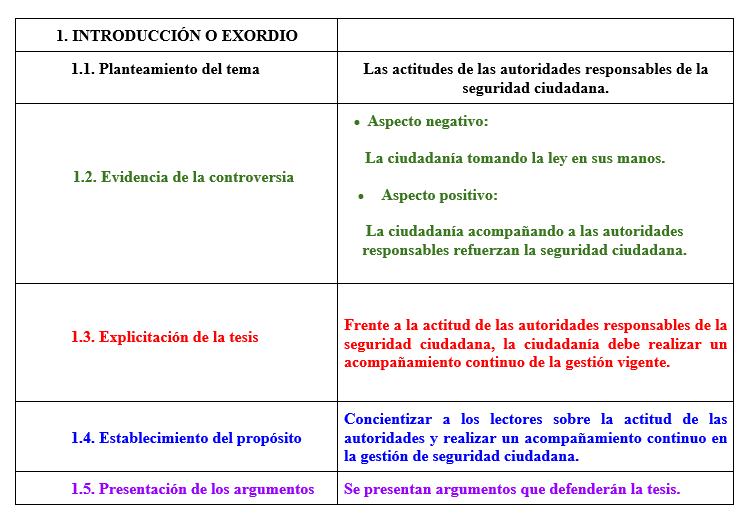 1. INTRODUCCIÓN O EXORDIO
1.1. Planteamiento del tema
Las actitudes de las autoridades responsables de la
seguridad ciudadana.
1.2. Evidencia de la controversia
• Aspecto negativo:
La ciudadanía tomando la ley en sus manos.
• Aspecto positivo:
La ciudadanía acompañando a las autoridades
responsables refuerzan la seguridad ciudadana.
1.3. Explicitación de la tesis
Frente a la actitud de las autoridades responsables de la
seguridad ciudadana, la ciudadanía debe realizar un
acompañamiento continuo de la gestión vigente.
1.4. Establecimiento del propósito
Concientizar a los lectores sobre la actitud de las
autoridades y realizar un acompañamiento continuo en
la gestión de seguridad ciudadana.
1.5. Presentación de los argumentos
Se presentan argumentos que defenderán la tesis.